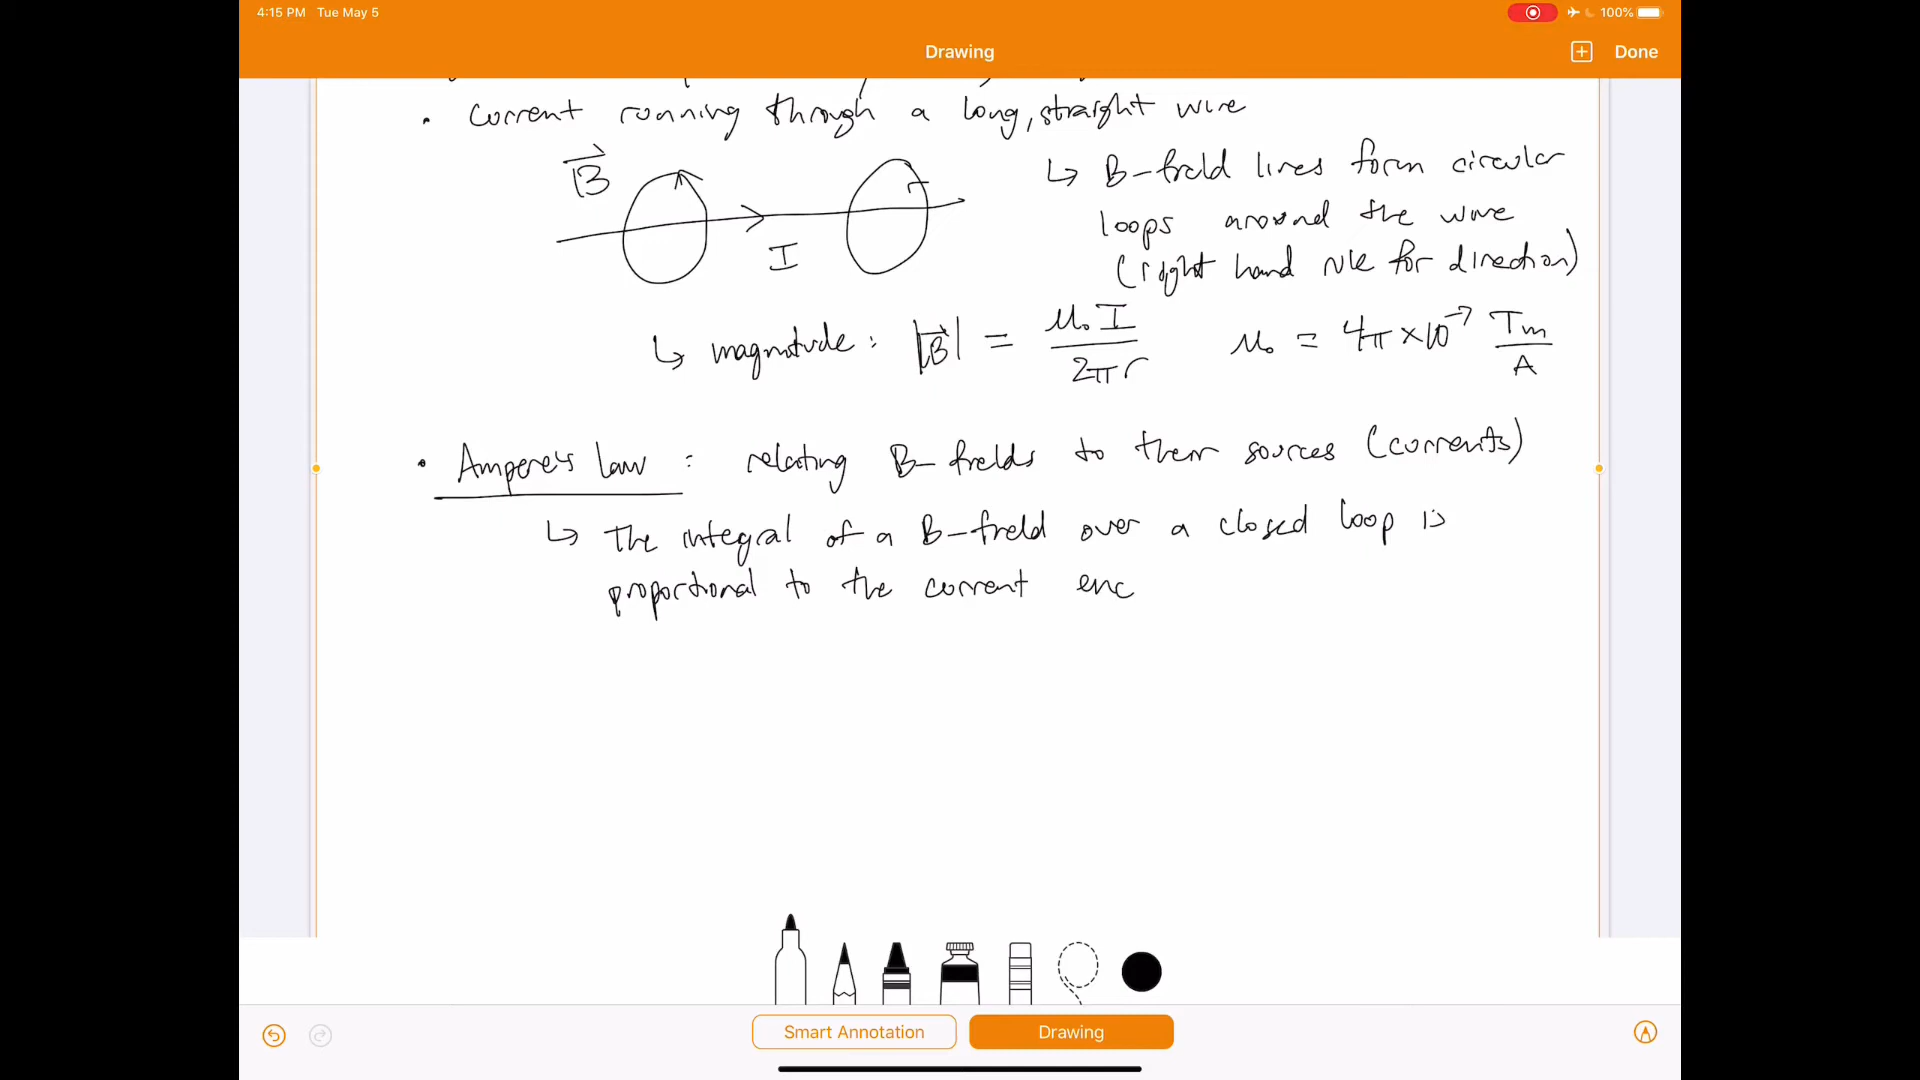 4:15 PM Tue May 5
100%
Drawing
Done
• Current running through a long, straight wire
B
I
↳ B-field lines form circular
loops around the wire
(right hand rule for direction)
↳ magnitude: |B| = μ₀I / 2πr μ₀ = 4π×10⁻⁷ Tm / A
• Ampere's law : relating B-fields to their sources (currents)
↳ The integral of a B-field over a closed loop is
proportional to the current enc
Smart Annotation
Drawing